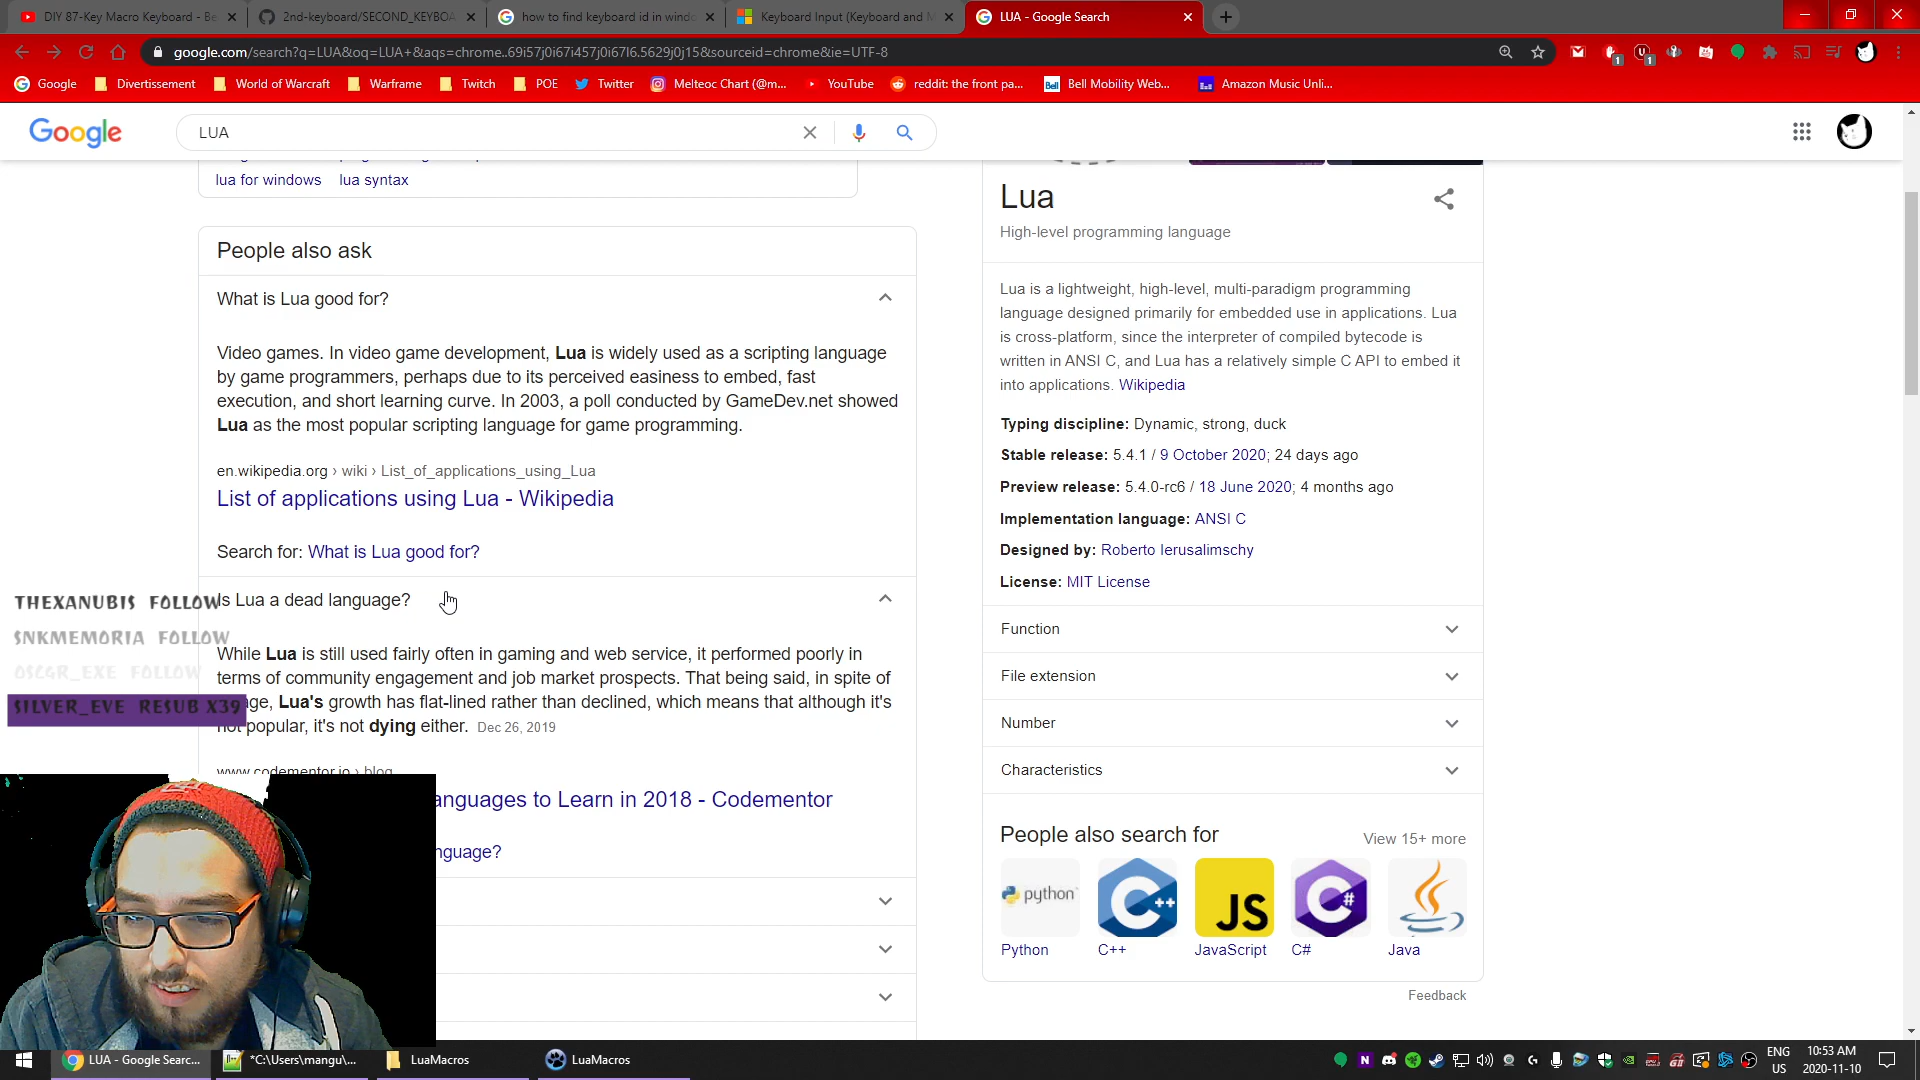 DIY 87-Key Macro Keyboard - Be
2nd-keyboard/SECOND_KEYBOA
how to find keyboard id in windo
Keyboard Input (Keyboard and M
LUA - Google Search
google.com/search?q=LUA&oq=LUA+&aqs=chrome..69i57j0i67i457j0i67l6.5629j0j15&sourceid=chrome&ie=UTF-8
Google
Divertissement
World of Warcraft
Warframe
Twitch
POE
Twitter
Melteoc Chart (@m...
YouTube
reddit: the front pa...
Bell Mobility Web...
Amazon Music Unli...
Google
LUA
lua for windows lua syntax
People also ask
What is Lua good for?
Video games. In video game development, Lua is widely used as a scripting language
by game programmers, perhaps due to its perceived easiness to embed, fast
execution, and short learning curve. In 2003, a poll conducted by GameDev.net showed
Lua as the most popular scripting language for game programming.
en.wikipedia.org › wiki › List_of_applications_using_Lua
List of applications using Lua - Wikipedia
Search for: What is Lua good for?
Is Lua a dead language?
While Lua is still used fairly often in gaming and web service, it performed poorly in
terms of community engagement and job market prospects. That being said, in spite of
age, Lua's growth has flat-lined rather than declined, which means that although it's
not popular, it's not dying either. Dec 26, 2019
www.codementor.io › blog
anguages to Learn in 2018 - Codementor
nguage?
THEXANUBIS FOLLOW
SNKMEMORIA FOLLOW
OSCGR_EXE FOLLOW
SILVER_EVE RESUB X39
Lua
High-level programming language
Lua is a lightweight, high-level, multi-paradigm programming
language designed primarily for embedded use in applications. Lua
is cross-platform, since the interpreter of compiled bytecode is
written in ANSI C, and Lua has a relatively simple C API to embed it
into applications. Wikipedia
Typing discipline: Dynamic, strong, duck
Stable release: 5.4.1 / 9 October 2020; 24 days ago
Preview release: 5.4.0-rc6 / 18 June 2020; 4 months ago
Implementation language: ANSI C
Designed by: Roberto Ierusalimschy
License: MIT License
Function
File extension
Number
Characteristics
People also search for
View 15+ more
python
C++
JS
C#
Java
Python
C++
JavaScript
C#
Java
Feedback
LUA - Google Searc...
*C:\Users\mangu\...
LuaMacros
LuaMacros
ENG
US
10:53 AM
2020-11-10